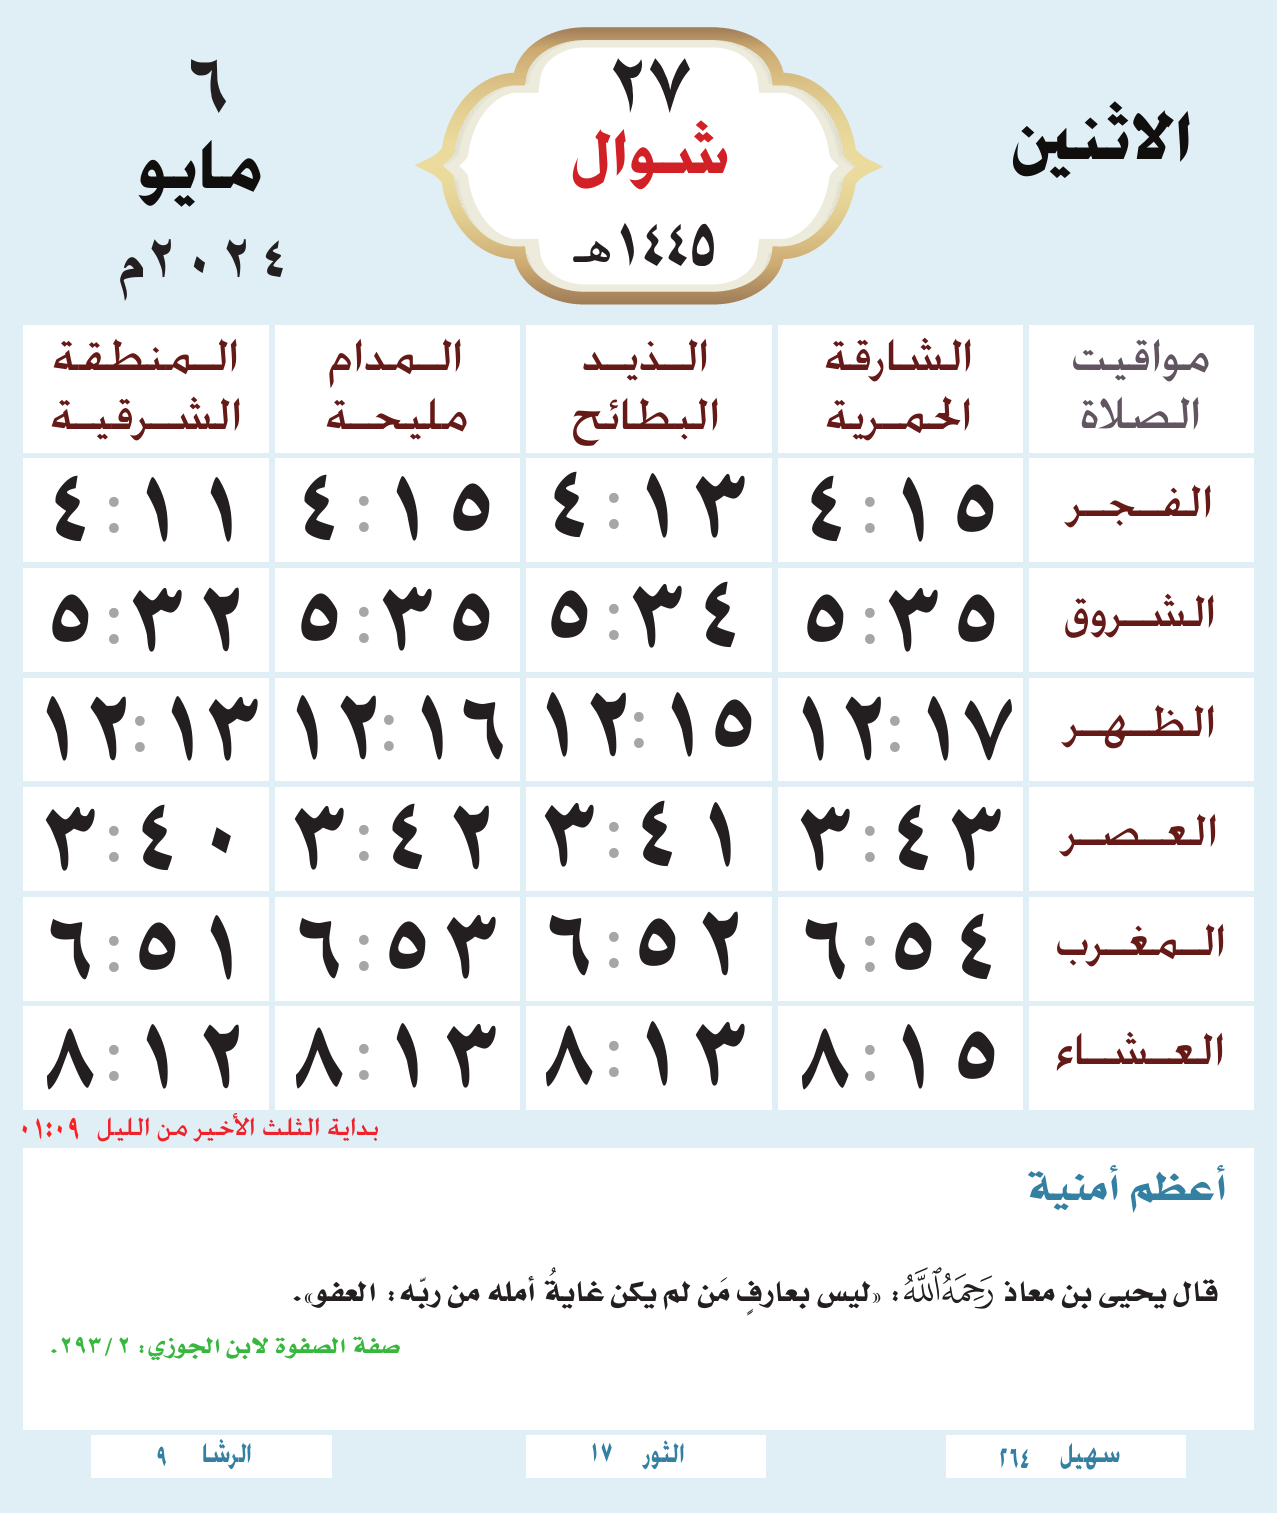 الاثنين
٢٧
شوال
١٤٤٥هـ
٦
مايو
٢٠٢٤م
مواقيت الصلاة | الشارقة الحمرية | الذيد البطائح | المدام مليحة | المنطقة الشرقية
الفجر ٤:١٥ ٤:١٣ ٤:١٥ ٤:١١
الشروق ٥:٣٥ ٥:٣٤ ٥:٣٥ ٥:٣٢
الظهر ١٢:١٧ ١٢:١٥ ١٢:١٦ ١٢:١٣
العصر ٣:٤٣ ٣:٤١ ٣:٤٢ ٣:٤٠
المغرب ٦:٥٤ ٦:٥٢ ٦:٥٣ ٦:٥١
العشاء ٨:١٥ ٨:١٣ ٨:١٣ ٨:١٢
بداية الثلث الأخير من الليل ٠١:٠٩
أعظم أمنية
قال يحيى بن معاذ رَحِمَهُ ٱللَّهُ: «ليس بعارفٍ مَن لم يكن غايةُ أمله من ربّه: العفو».
صفة الصفوة لابن الجوزي: ٢٩٣/٢.
سهيل ٢٦٤
الثور ١٧
الرشا ٩